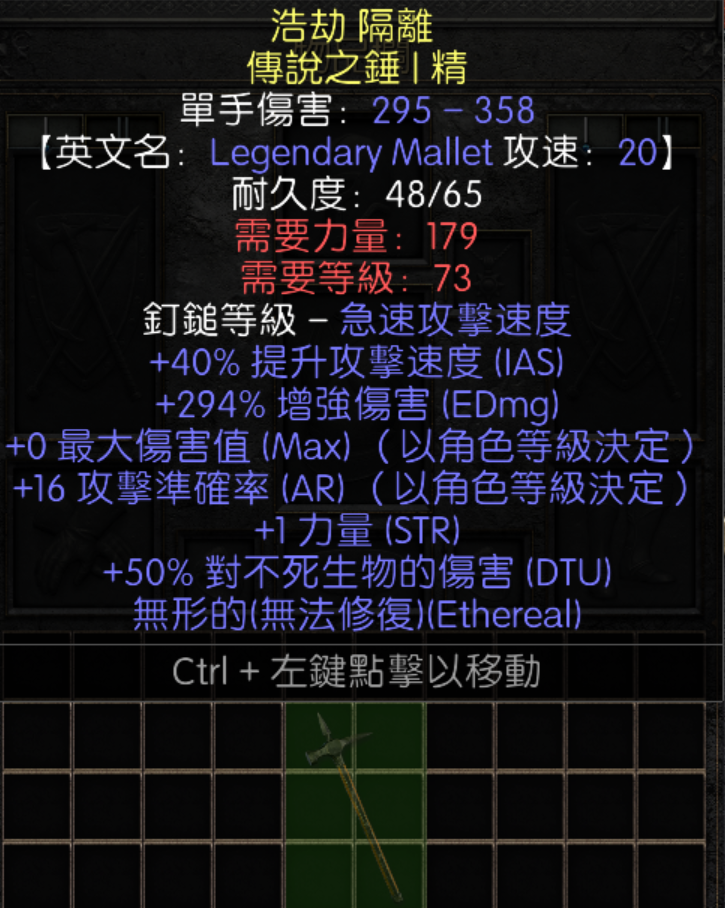 浩劫 隔離
傳說之錘 | 精
單手傷害： 295 – 358
【英文名： Legendary Mallet 攻速： 20】
耐久度： 48/65
需要力量： 179
需要等級： 73
釘鎚等級 – 急速攻擊速度
+40% 提升攻擊速度 (IAS)
+294% 增強傷害 (EDmg)
+0 最大傷害值 (Max)（以角色等級決定）
+16 攻擊準確率 (AR)（以角色等級決定）
+1 力量 (STR)
+50% 對不死生物的傷害 (DTU)
無形的(無法修復)(Ethereal)
Ctrl + 左鍵點擊以移動